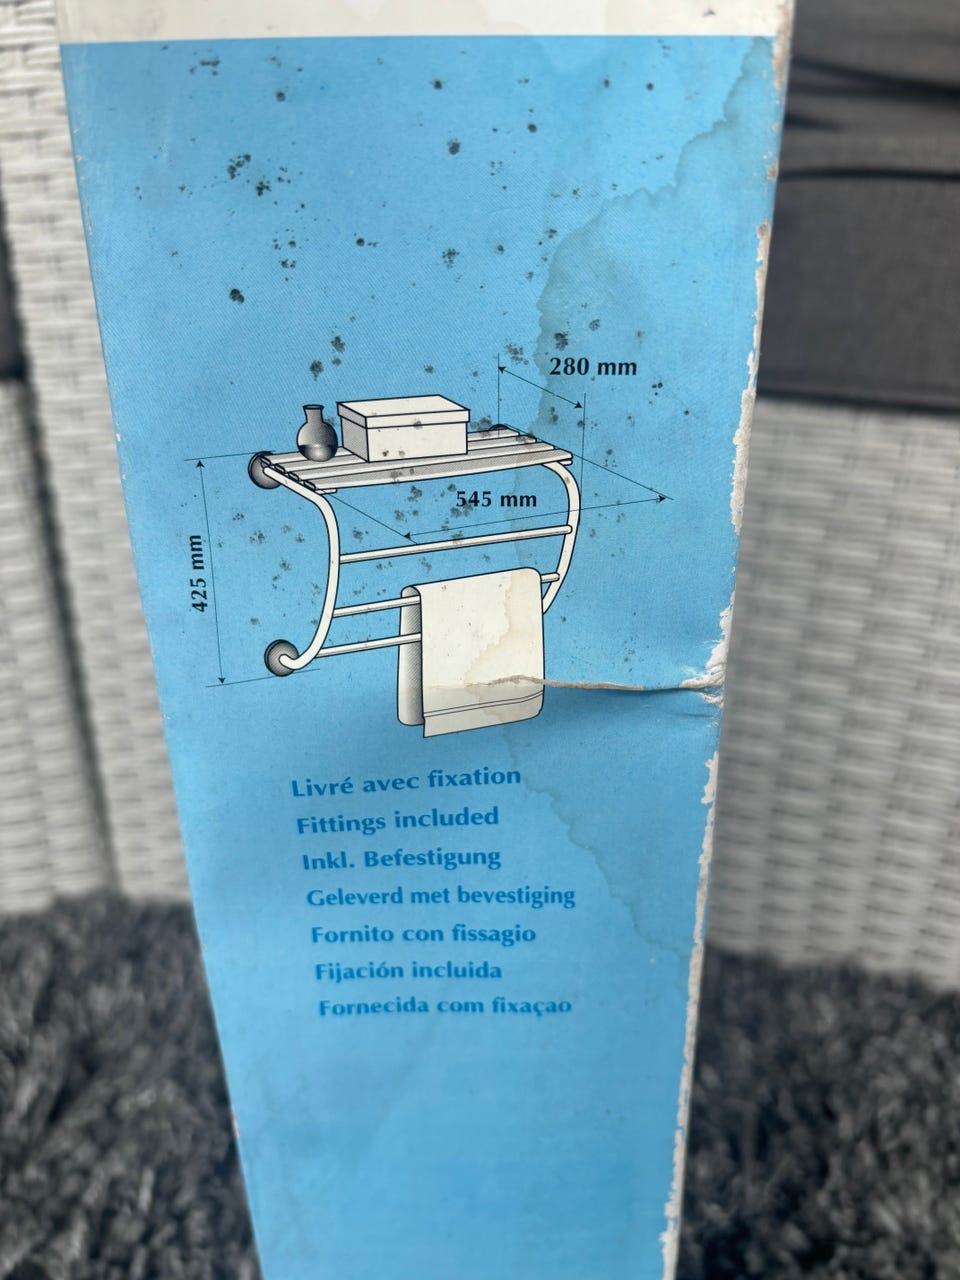 280 mm
545 mm
425 mm
Livré avec fixation
Fittings included
Inkl. Befestigung
Geleverd met bevestiging
Fornito con fissagio
Fijación incluida
Fornecida com fixaçao